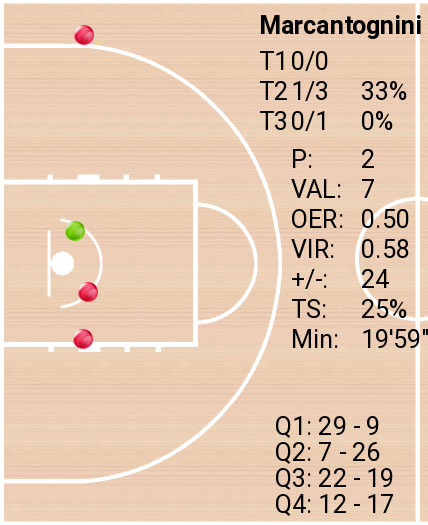 Marcantognini
T1 0/0
T2 1/3 33%
T3 0/1 0%
P: 2
VAL: 7
OER: 0.50
VIR: 0.58
+/-: 24
TS: 25%
Min: 19'59"
Q1: 29 - 9
Q2: 7 - 26
Q3: 22 - 19
Q4: 12 - 17